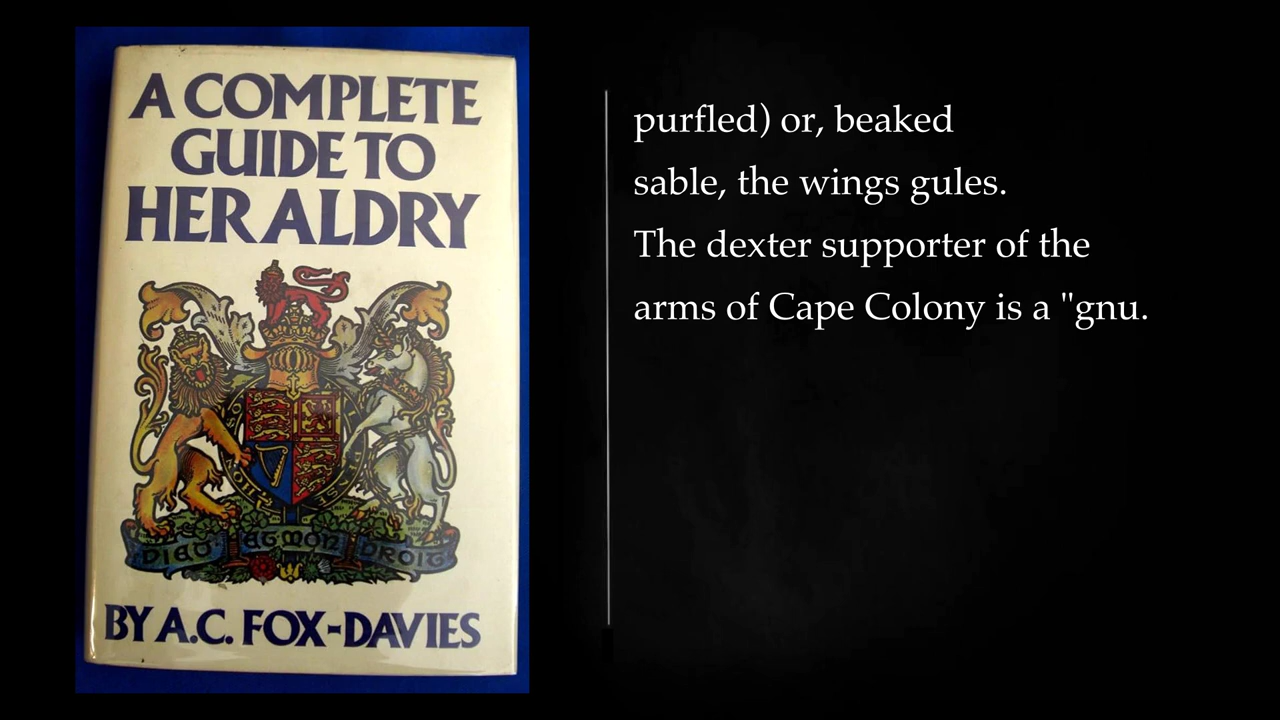 A COMPLETE
GUIDE TO
HERALDRY
DIEU ET MON DROIT
BY A.C. FOX-DAVIES
purfled) or, beaked
sable, the wings gules.
The dexter supporter of the
arms of Cape Colony is a "gnu.